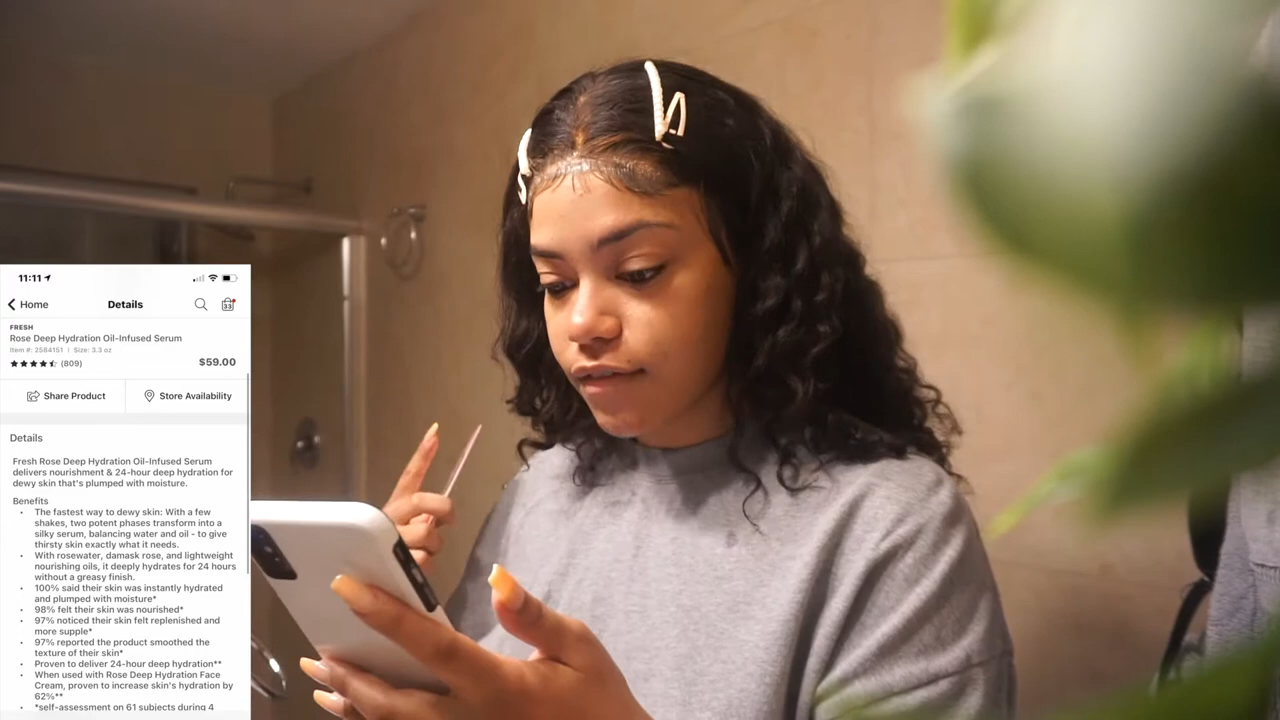 11:11
Home
Details
33
FRESH
Rose Deep Hydration Oil-Infused Serum
Item #: 2584151 | Size: 3.3 oz
(809)
$59.00
Share Product
Store Availability
Details
Fresh Rose Deep Hydration Oil-Infused Serum
delivers nourishment & 24-hour deep hydration for
dewy skin that's plumped with moisture.
Benefits
• The fastest way to dewy skin: With a few
shakes, two potent phases transform into a
silky serum, balancing water and oil - to give
thirsty skin exactly what it needs.
• With rosewater, damask rose, and lightweight
nourishing oils, it deeply hydrates for 24 hours
without a greasy finish.
• 100% said their skin was instantly hydrated
and plumped with moisture*
• 98% felt their skin was nourished*
• 97% noticed their skin felt replenished and
more supple*
• 97% reported the product smoothed the
texture of their skin*
• Proven to deliver 24-hour deep hydration**
• When used with Rose Deep Hydration Face
Cream, proven to increase skin's hydration by
62%**
• *self-assessment on 61 subjects during 4